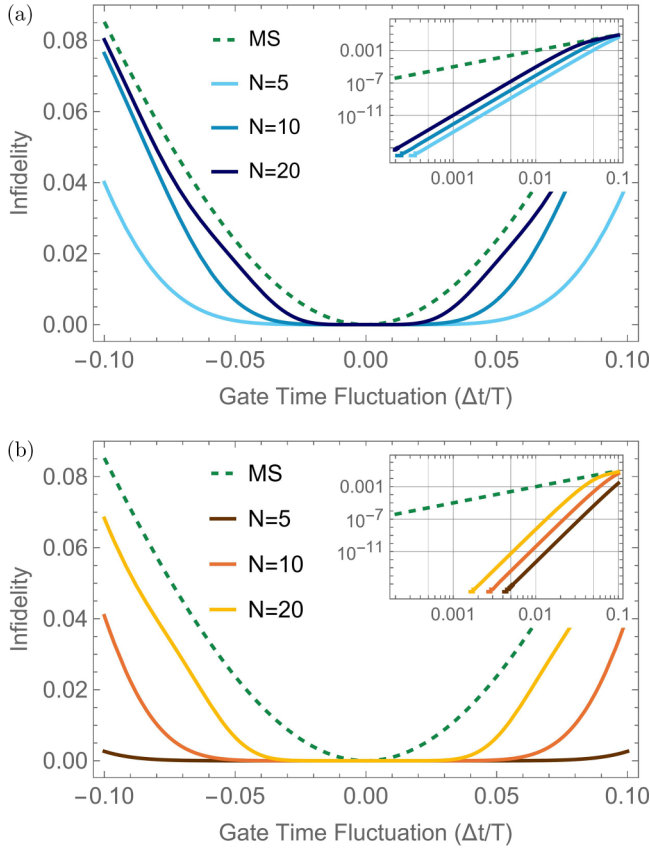 (a)
Infidelity
0.08
0.06
0.04
0.02
0.00
MS
N=5
N=10
N=20
0.001
10⁻⁷
10⁻¹¹
0.001 0.01 0.1
−0.10 −0.05 0.00 0.05 0.10
Gate Time Fluctuation (Δt/T)
(b)
Infidelity
0.08
0.06
0.04
0.02
0.00
MS
N=5
N=10
N=20
0.001
10⁻⁷
10⁻¹¹
0.001 0.01 0.1
−0.10 −0.05 0.00 0.05 0.10
Gate Time Fluctuation (Δt/T)